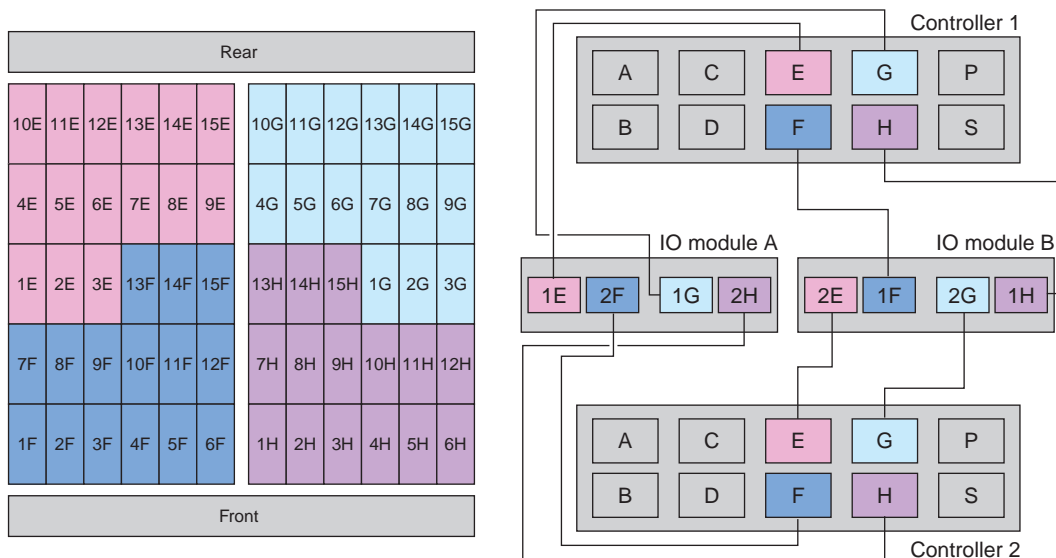 Rear
10E 11E 12E 13E 14E 15E 10G 11G 12G 13G 14G 15G
4E 5E 6E 7E 8E 9E 4G 5G 6G 7G 8G 9G
1E 2E 3E 13F 14F 15F 13H 14H 15H 1G 2G 3G
7F 8F 9F 10F 11F 12F 7H 8H 9H 10H 11H 12H
1F 2F 3F 4F 5F 6F 1H 2H 3H 4H 5H 6H
Front
Controller 1
A C E G P
B D F H S
IO module A IO module B
1E 2F 1G 2H 2E 1F 2G 1H
A C E G P
B D F H S
Controller 2